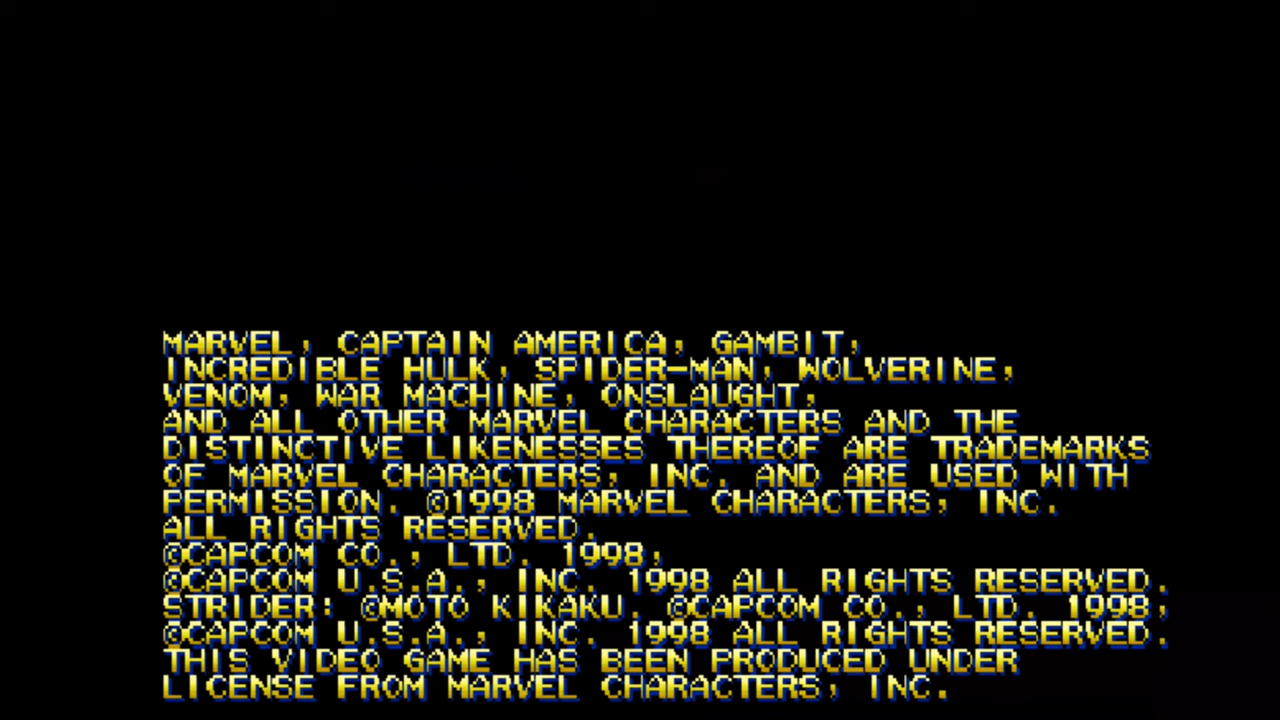 MARVEL, CAPTAIN AMERICA, GAMBIT,
INCREDIBLE HULK, SPIDER-MAN, WOLVERINE,
VENOM, WAR MACHINE, ONSLAUGHT,
AND ALL OTHER MARVEL CHARACTERS AND THE
DISTINCTIVE LIKENESSES THEREOF ARE TRADEMARKS
OF MARVEL CHARACTERS, INC. AND ARE USED WITH
PERMISSION. ©1998 MARVEL CHARACTERS, INC.
ALL RIGHTS RESERVED.
©CAPCOM CO., LTD. 1998,
©CAPCOM U.S.A., INC. 1998 ALL RIGHTS RESERVED.
STRIDER: ©MOTO KIKAKU. ©CAPCOM CO., LTD. 1998,
©CAPCOM U.S.A., INC. 1998 ALL RIGHTS RESERVED.
THIS VIDEO GAME HAS BEEN PRODUCED UNDER
LICENSE FROM MARVEL CHARACTERS, INC.